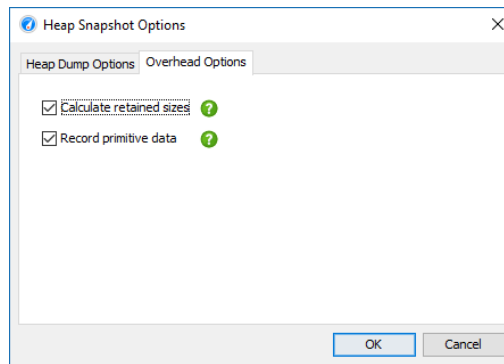 Heap Snapshot Options
Heap Dump Options
Overhead Options
Calculate retained sizes
Record primitive data
OK
Cancel